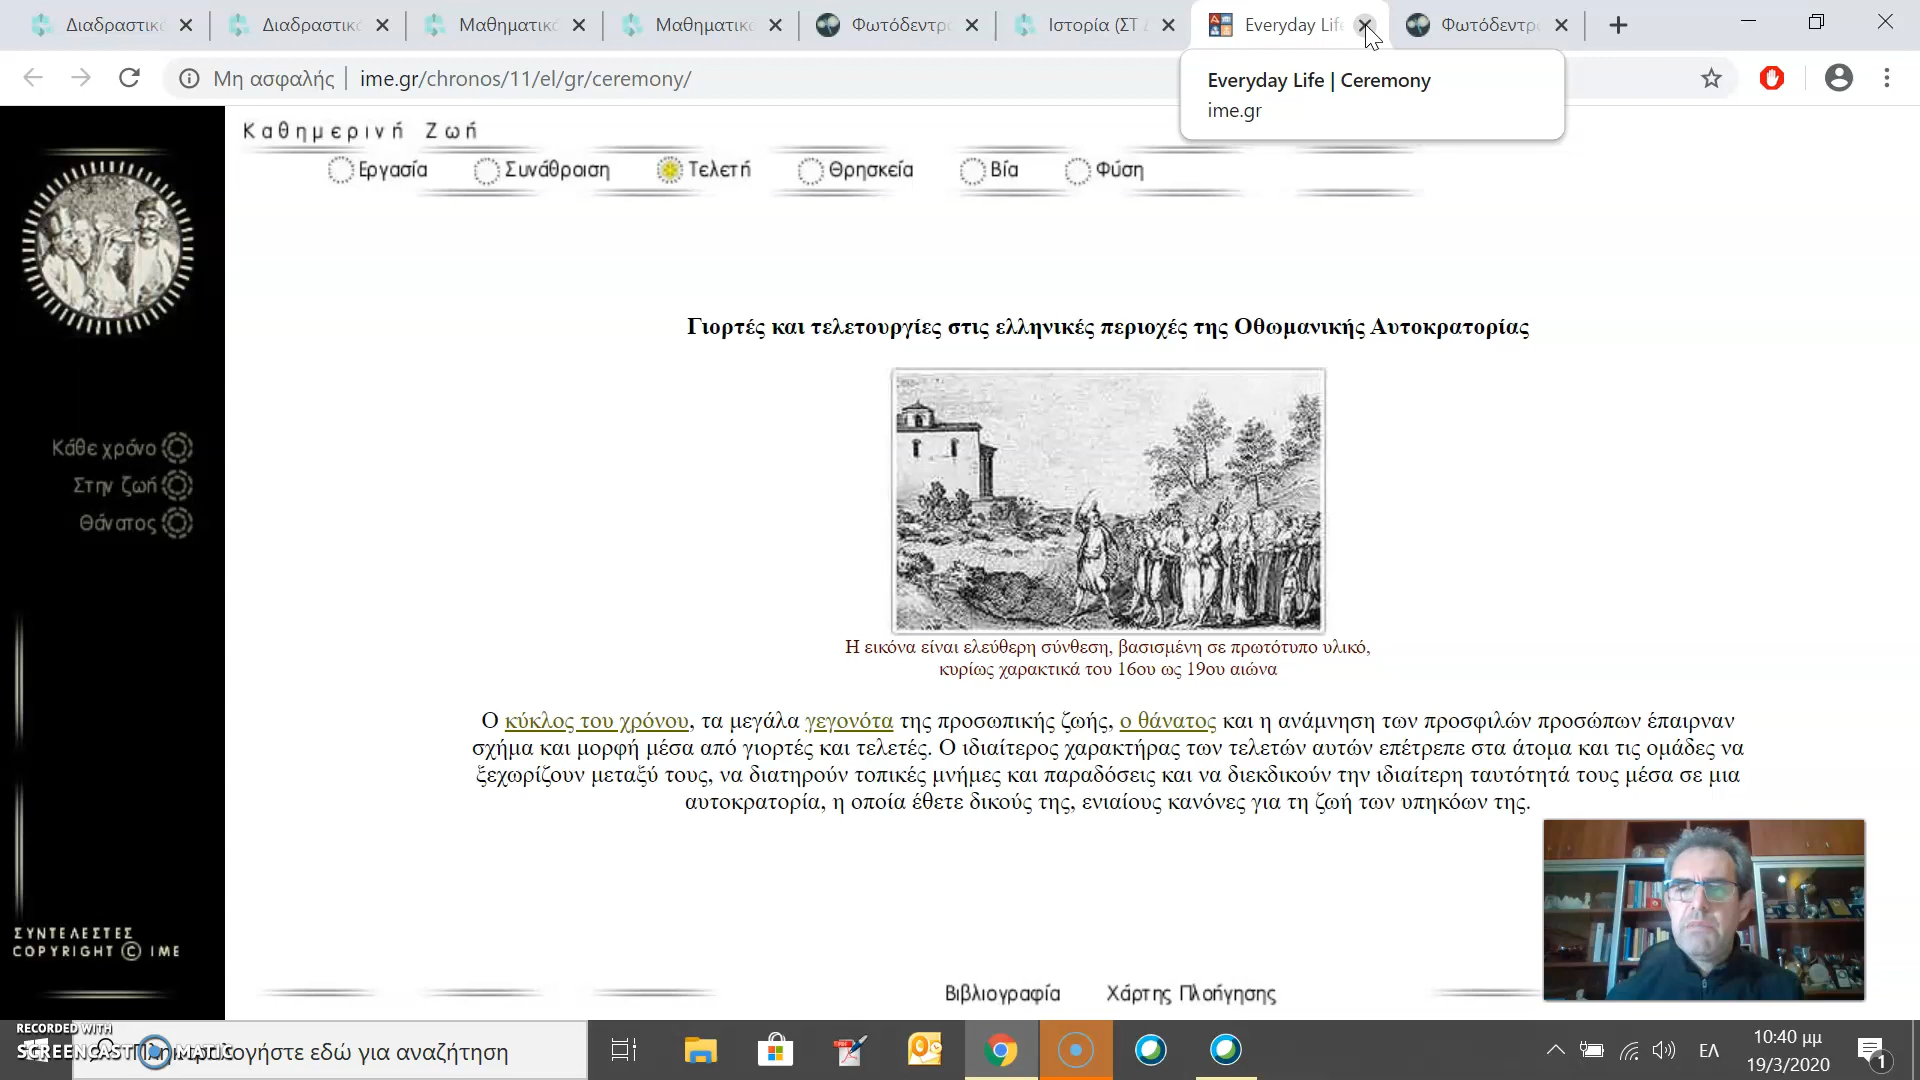 Διαδραστικ
Διαδραστικ
Μαθηματικ
Μαθηματικ
Φωτόδεντρ
Ιστορία (ΣΤ
Everyday Life
Φωτόδεντρ
Μη ασφαλής
ime.gr/chronos/11/el/gr/ceremony/
Everyday Life | Ceremony
ime.gr
Καθημερινή Ζωή
Εργασία
Συνάθροιση
Τελετή
Θρησκεία
Βία
Φύση
Κάθε χρόνο
Στην ζωή
Θάνατος
Γιορτές και τελετουργίες στις ελληνικές περιοχές της Οθωμανικής Αυτοκρατορίας
Η εικόνα είναι ελεύθερη σύνθεση, βασισμένη σε πρωτότυπο υλικό,
κυρίως χαρακτικά του 16ου ως 19ου αιώνα
Ο κύκλος του χρόνου, τα μεγάλα γεγονότα της προσωπικής ζωής, ο θάνατος και η ανάμνηση των προσφιλών προσώπων έπαιρναν
σχήμα και μορφή μέσα από γιορτές και τελετές. Ο ιδιαίτερος χαρακτήρας των τελετών αυτών επέτρεπε στα άτομα και τις ομάδες να
ξεχωρίζουν μεταξύ τους, να διατηρούν τοπικές μνήμες και παραδόσεις και να διεκδικούν την ιδιαίτερη ταυτότητά τους μέσα σε μια
αυτοκρατορία, η οποία έθετε δικούς της, ενιαίους κανόνες για τη ζωή των υπηκόων της.
ΣΥΝΤΕΛΕΣΤΕΣ
COPYRIGHT © IME
Βιβλιογραφία
Χάρτης Πλοήγησης
RECORDED WITH
SCREENCAST MATIC
Πληκτρολογήστε εδώ για αναζήτηση
ΕΛ
10:40 μμ
19/3/2020
1